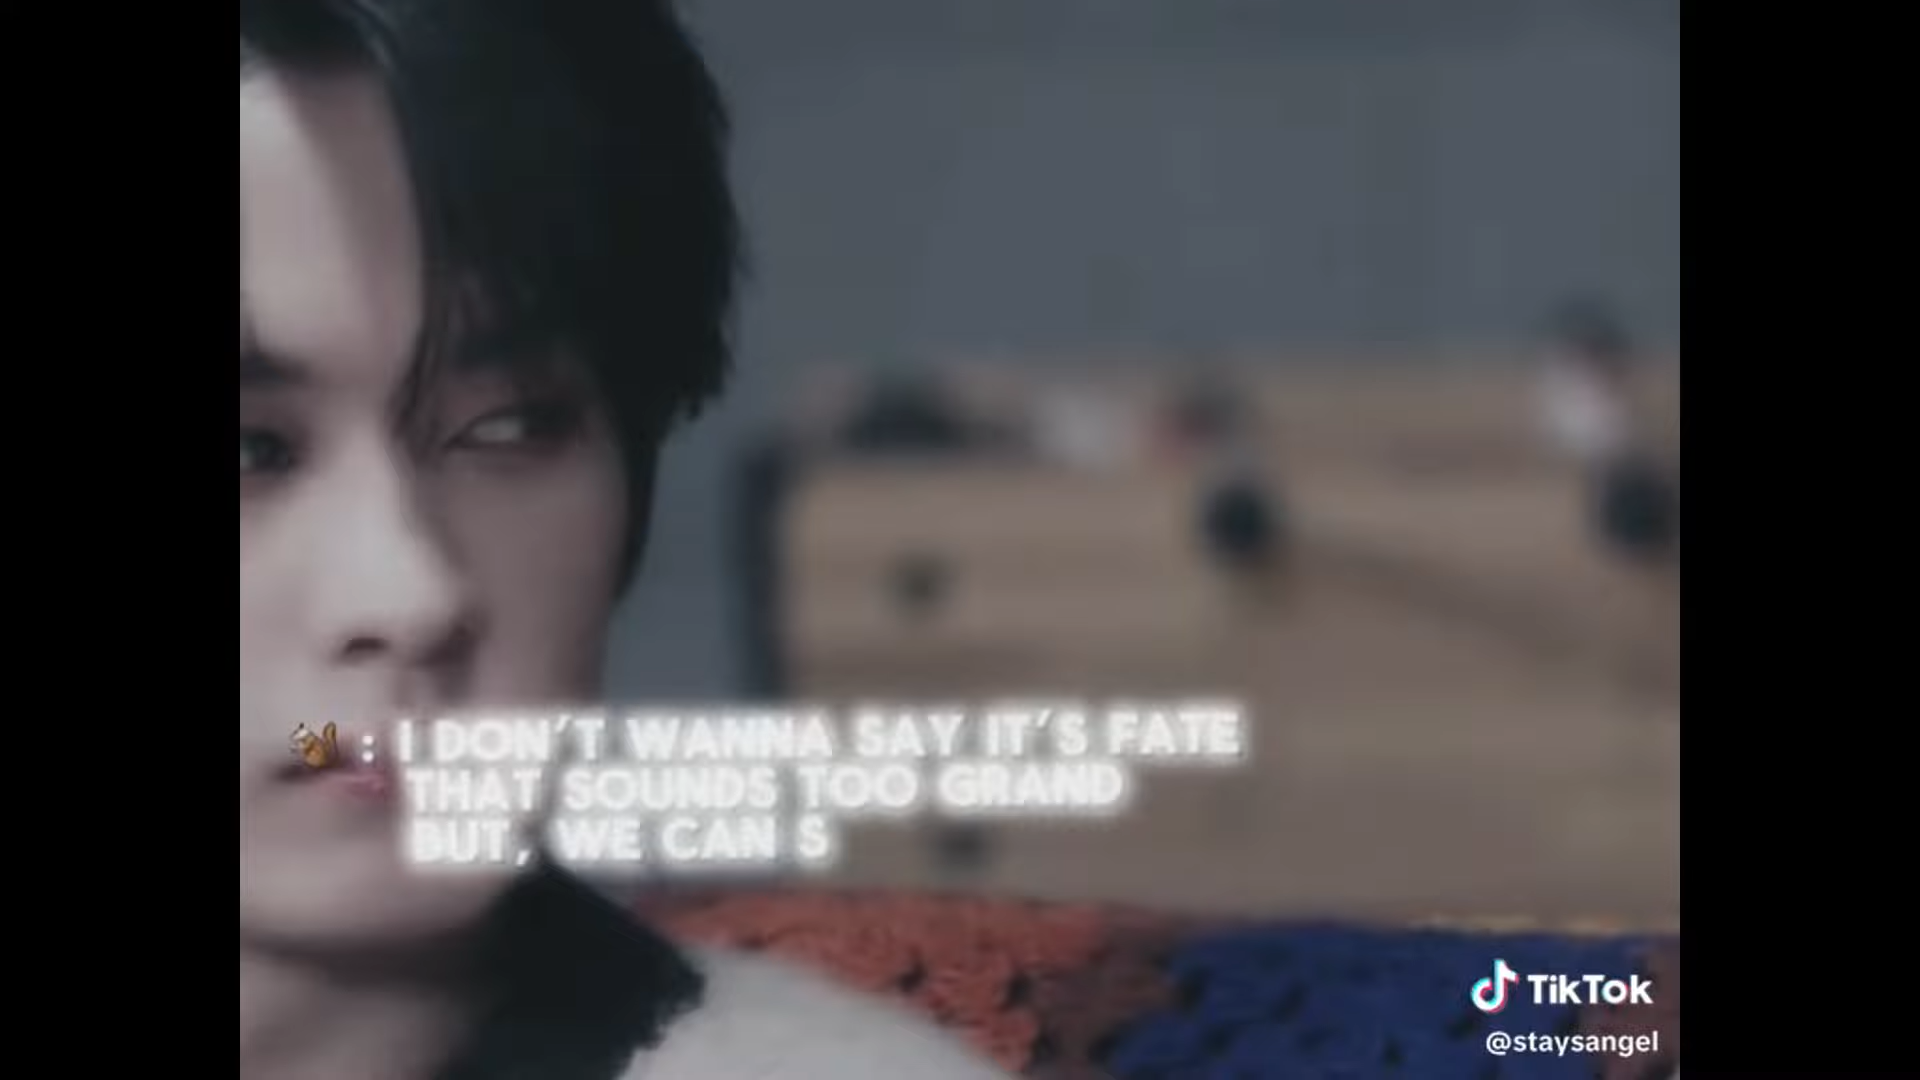 🐿️ : I DON'T WANNA SAY IT'S FATE
THAT SOUNDS TOO GRAND
BUT, WE CAN S
TikTok
@staysangel